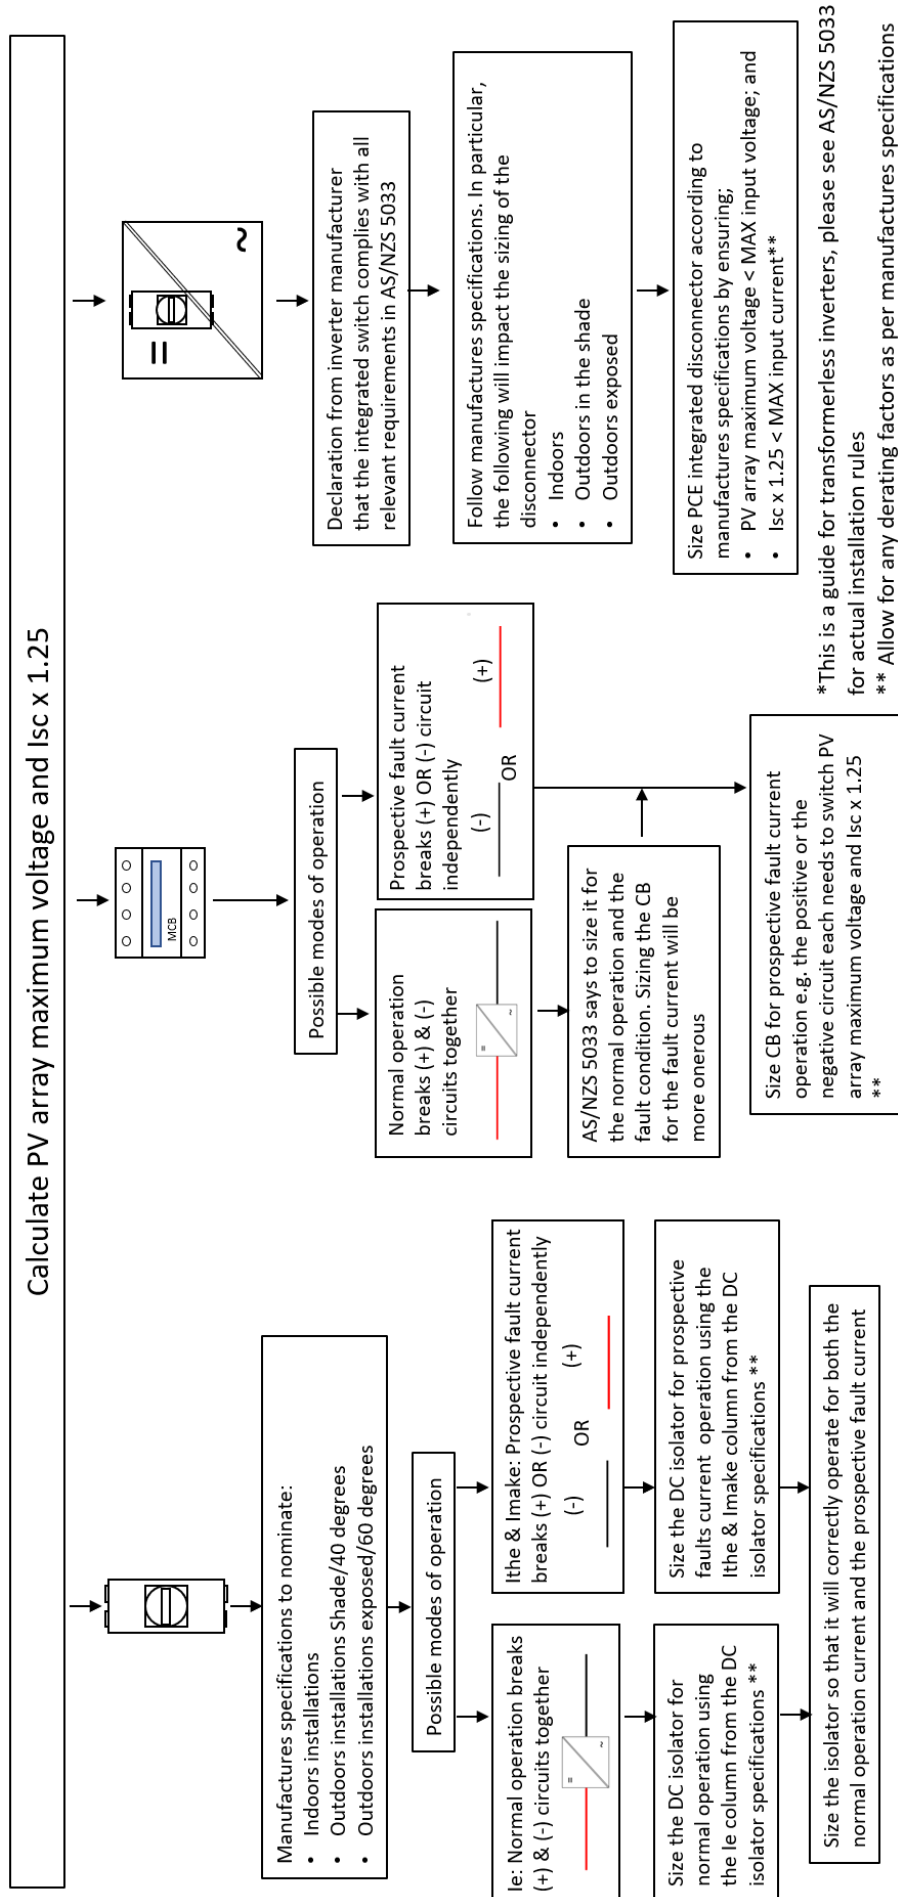 Calculate PV array maximum voltage and Isc x 1.25
Manufactures specifications to nominate:
• Indoors installations
• Outdoors installations Shade/40 degrees
• Outdoors installations exposed/60 degrees
Possible modes of operation
Ie: Normal operation breaks
(+) & (-) circuits together
=
~
Size the DC isolator for
normal operation using
the Ie column from the DC
isolator specifications **
Ithe & Imake: Prospective fault current
breaks (+) OR (-) circuit independently
(-)
OR
(+)
Size the DC isolator for prospective
faults current operation using the
Ithe & Imake column from the DC
isolator specifications **
Size the isolator so that it will correctly operate for both the
normal operation current and the prospective fault current
MCB
Possible modes of operation
Normal operation
breaks (+) & (-)
circuits together
=
~
AS/NZS 5033 says to size it for
the normal operation and the
fault condition. Sizing the CB
for the fault current will be
more onerous
Prospective fault current
breaks (+) OR (-) circuit
independently
(-)
OR
(+)
Size CB for prospective fault current
operation e.g. the positive or the
negative circuit each needs to switch PV
array maximum voltage and Isc x 1.25
**
=
~
Declaration from inverter manufacturer
that the integrated switch complies with all
relevant requirements in AS/NZS 5033
Follow manufactures specifications. In particular,
the following will impact the sizing of the
disconnector
• Indoors
• Outdoors in the shade
• Outdoors exposed
Size PCE integrated disconnector according to
manufactures specifications by ensuring;
• PV array maximum voltage < MAX input voltage; and
• Isc x 1.25 < MAX input current**
*This is a guide for transformerless inverters, please see AS/NZS 5033
for actual installation rules
** Allow for any derating factors as per manufactures specifications